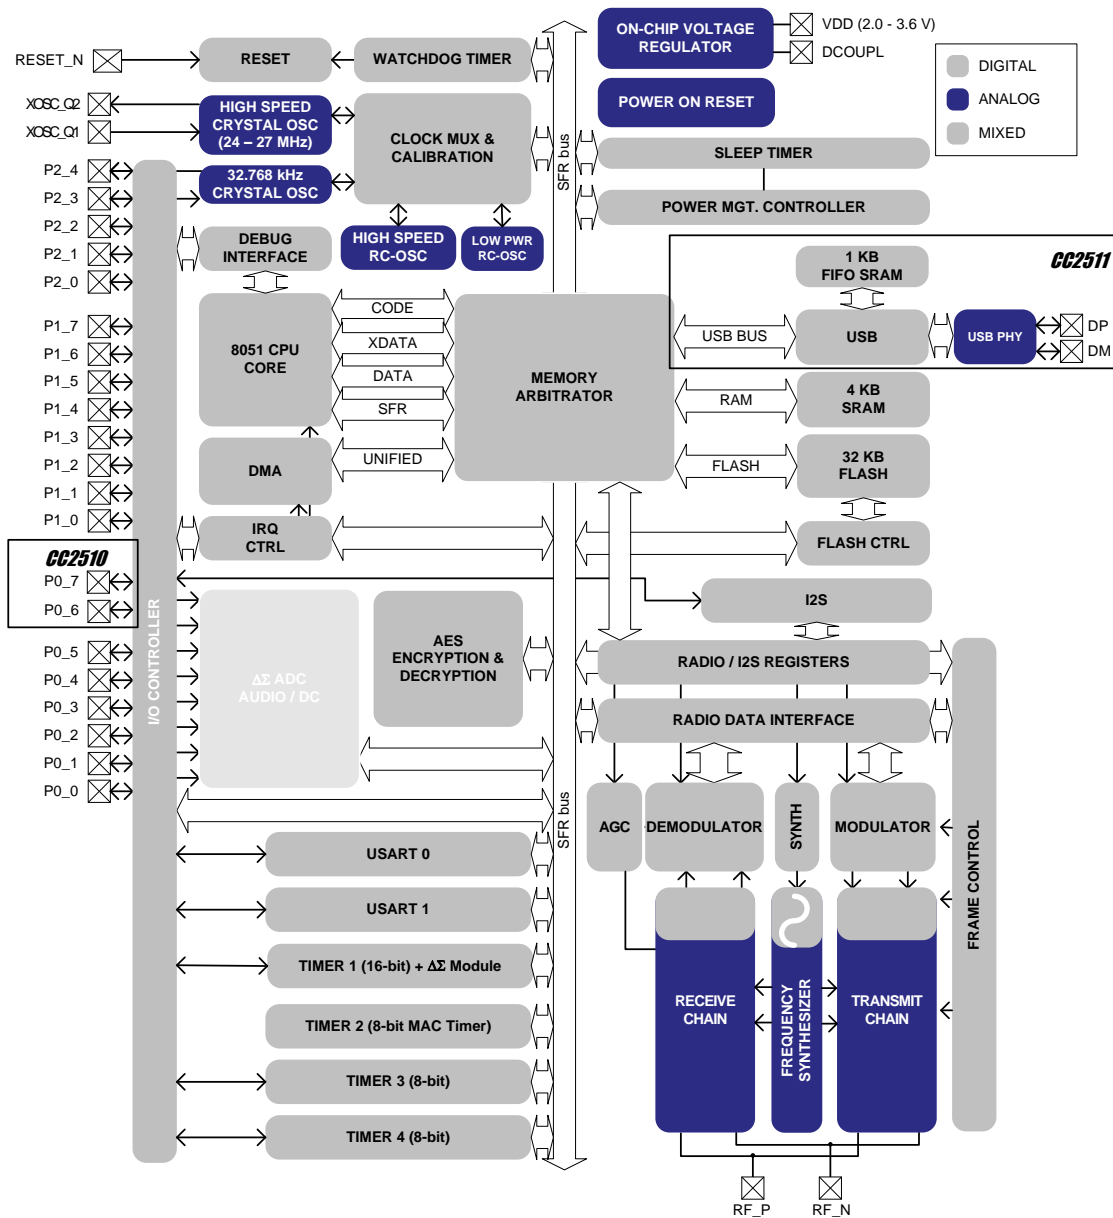 RESET_N
XOSC_Q2
XOSC_Q1
P2_4
P2_3
P2_2
P2_1
P2_0
P1_7
P1_6
P1_5
P1_4
P1_3
P1_2
P1_1
P1_0
CC2510
P0_7
P0_6
P0_5
P0_4
P0_3
P0_2
P0_1
P0_0
I/O CONTROLLER
RESET
WATCHDOG TIMER
HIGH SPEED
CRYSTAL OSC
(24 – 27 MHz)
CLOCK MUX &
CALIBRATION
32.768 kHz
CRYSTAL OSC
DEBUG
INTERFACE
HIGH SPEED
RC-OSC
LOW PWR
RC-OSC
8051 CPU
CORE
CODE
XDATA
DATA
SFR
UNIFIED
DMA
IRQ
CTRL
MEMORY
ARBITRATOR
ΔΣ ADC
AUDIO / DC
AES
ENCRYPTION &
DECRYPTION
USART 0
USART 1
TIMER 1 (16-bit) + ΔΣ Module
TIMER 2 (8-bit MAC Timer)
TIMER 3 (8-bit)
TIMER 4 (8-bit)
SFR bus
SFR bus
ON-CHIP VOLTAGE
REGULATOR
VDD (2.0 - 3.6 V)
DCOUPL
POWER ON RESET
DIGITAL
ANALOG
MIXED
SLEEP TIMER
POWER MGT. CONTROLLER
CC2511
1 KB
FIFO SRAM
USB BUS
USB
USB PHY
DP
DM
RAM
4 KB
SRAM
FLASH
32 KB
FLASH
FLASH CTRL
I2S
RADIO / I2S REGISTERS
RADIO DATA INTERFACE
AGC
DEMODULATOR
SYNTH
MODULATOR
FRAME CONTROL
RECEIVE
CHAIN
FREQUENCY
SYNTHESIZER
TRANSMIT
CHAIN
RF_P
RF_N